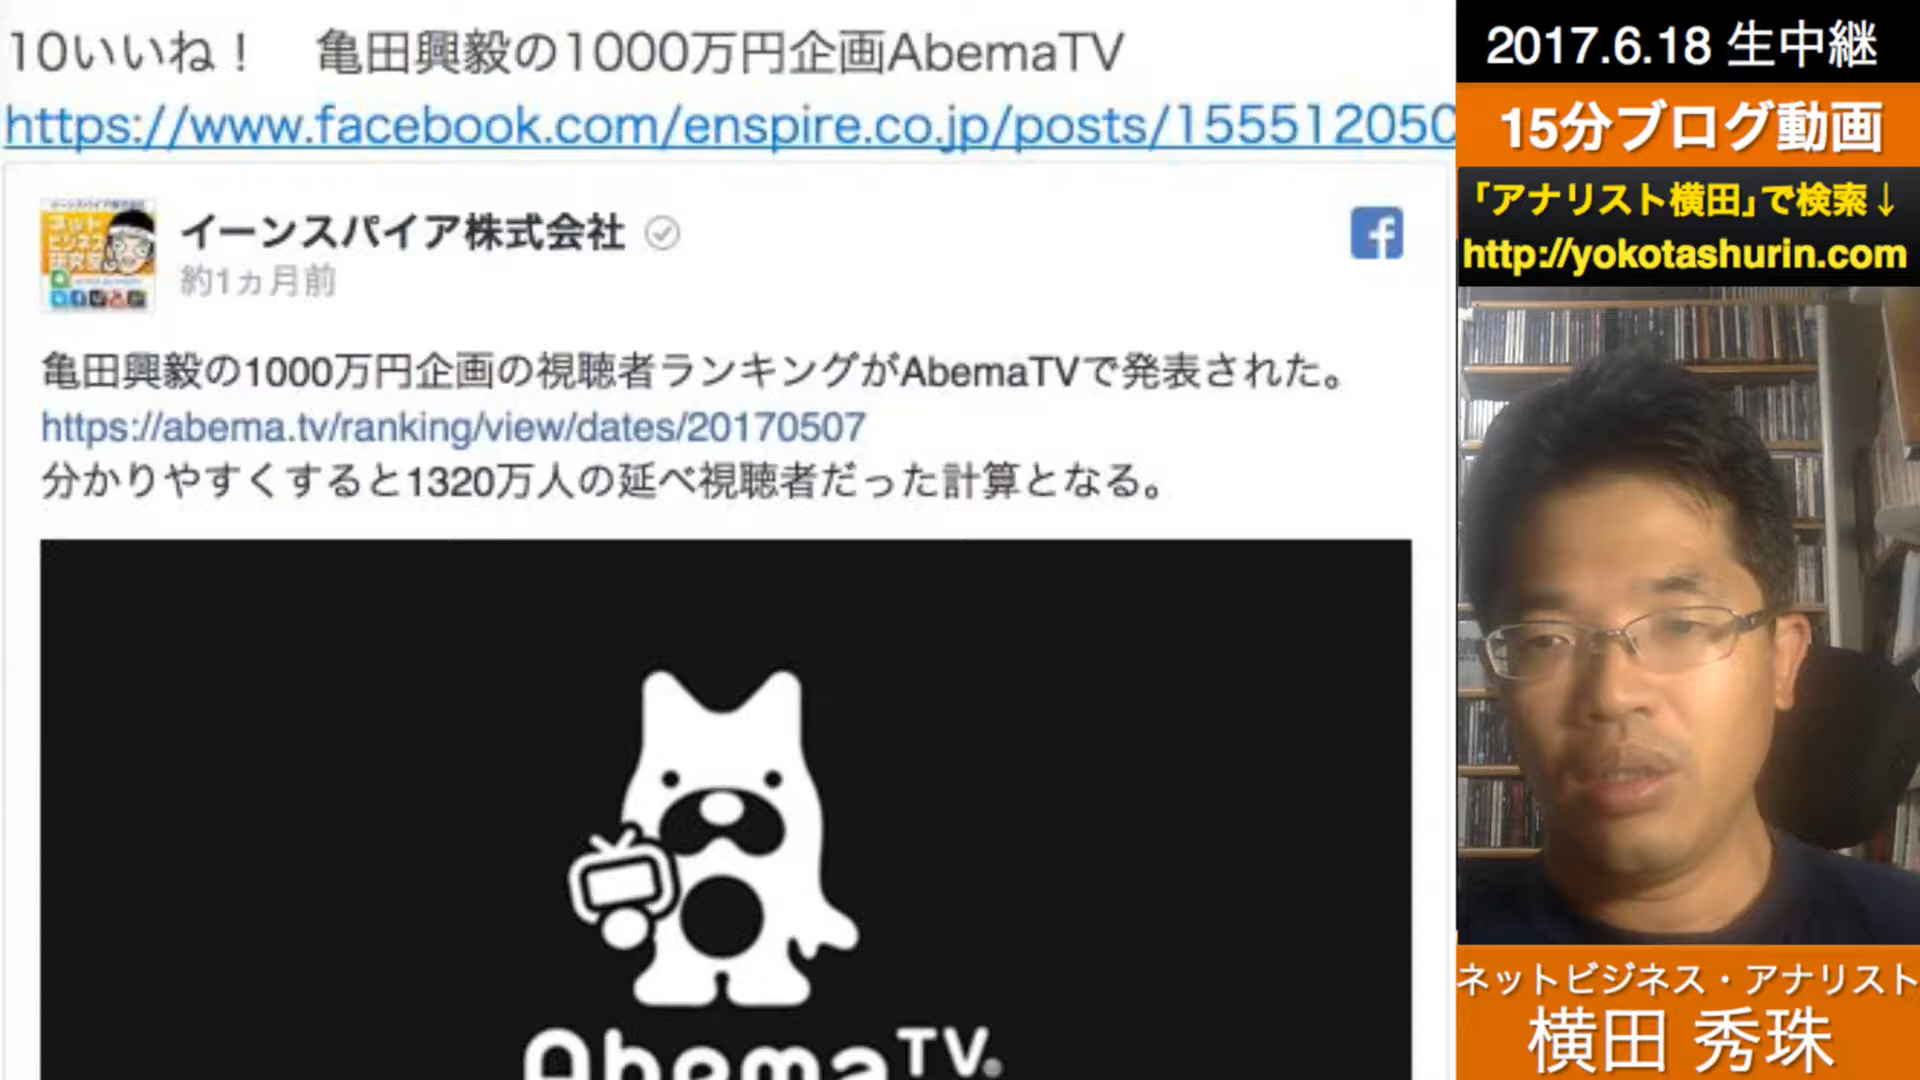 10いいね！　亀田興毅の1000万円企画AbemaTV
https://www.facebook.com/enspire.co.jp/posts/155512050
イーンスパイア株式会社
約1ヵ月前
亀田興毅の1000万円企画の視聴者ランキングがAbemaTVで発表された。
https://abema.tv/ranking/view/dates/20170507
分かりやすくすると1320万人の延べ視聴者だった計算となる。
AbemaTV
2017.6.18 生中継
15分ブログ動画
「アナリスト横田」で検索↓
http://yokotashurin.com
ネットビジネス・アナリスト
横田 秀珠